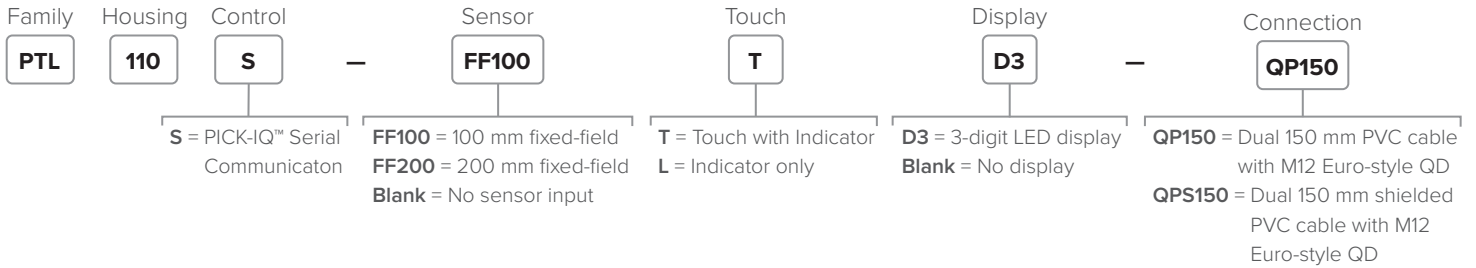 Family Housing Control Sensor Touch Display Connection
PTL 110 S — FF100 T D3 — QP150
S = PICK-IQ™ Serial
Communicaton
FF100 = 100 mm fixed-field
FF200 = 200 mm fixed-field
Blank = No sensor input
T = Touch with Indicator
L = Indicator only
D3 = 3-digit LED display
Blank = No display
QP150 = Dual 150 mm PVC cable
with M12 Euro-style QD
QPS150 = Dual 150 mm shielded
PVC cable with M12
Euro-style QD